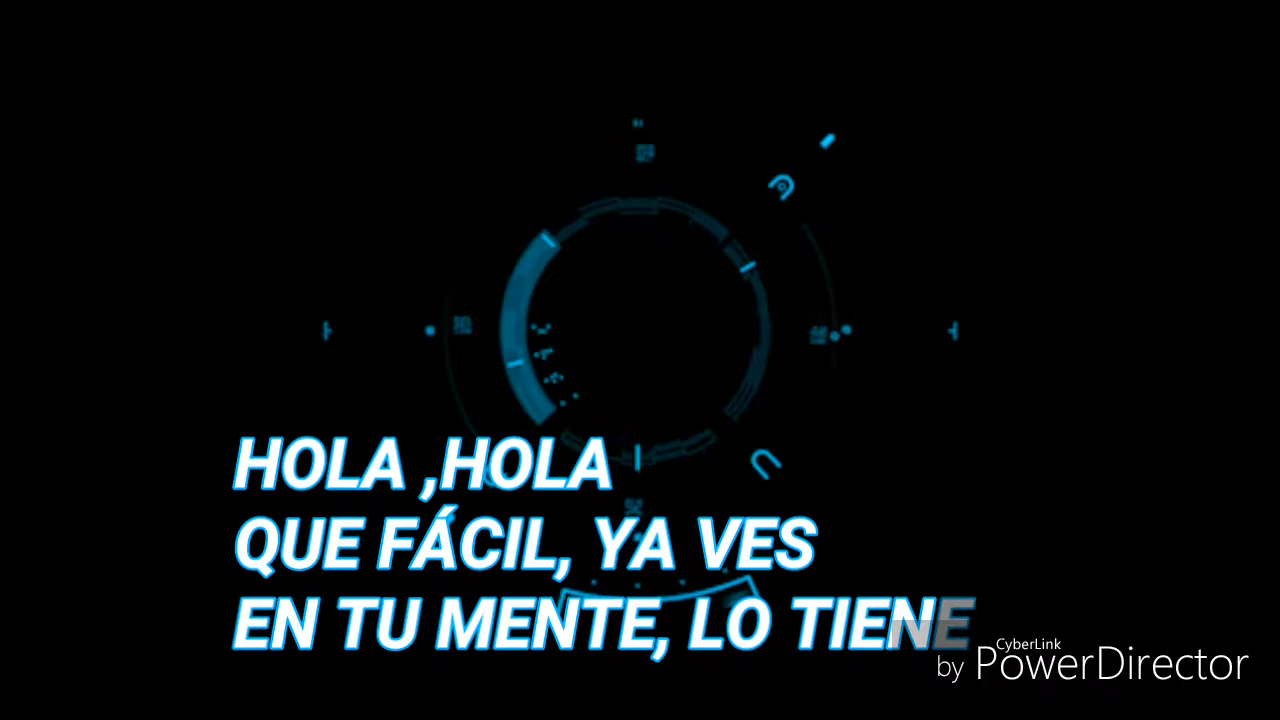 HOLA ,HOLA
QUE FÁCIL, YA VES
EN TU MENTE, LO TIENE
CyberLink
by PowerDirector